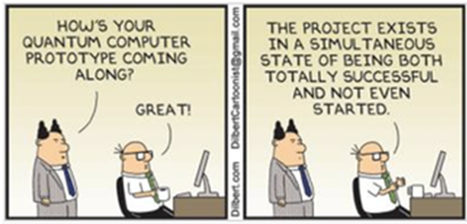 HOW'S YOUR
QUANTUM COMPUTER
PROTOTYPE COMING
ALONG?
GREAT!
Dilbert.com DilbertCartoonist@gmail.com
THE PROJECT EXISTS
IN A SIMULTANEOUS
STATE OF BEING BOTH
TOTALLY SUCCESSFUL
AND NOT EVEN
STARTED.